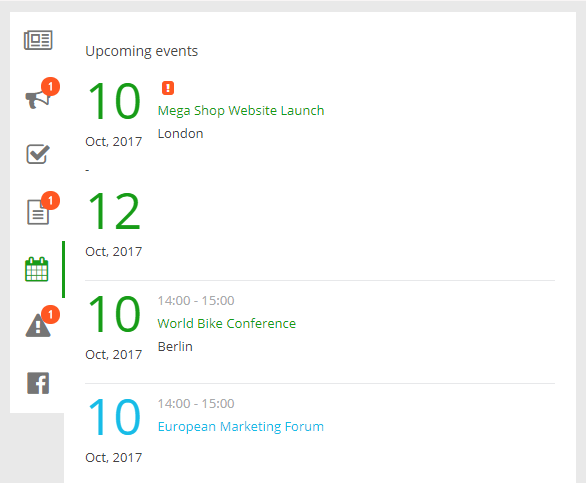 Upcoming events
1
10
Oct, 2017
!
Mega Shop Website Launch
London
-
12
Oct, 2017
1
10
Oct, 2017
14:00 - 15:00
World Bike Conference
Berlin
1
10
Oct, 2017
14:00 - 15:00
European Marketing Forum